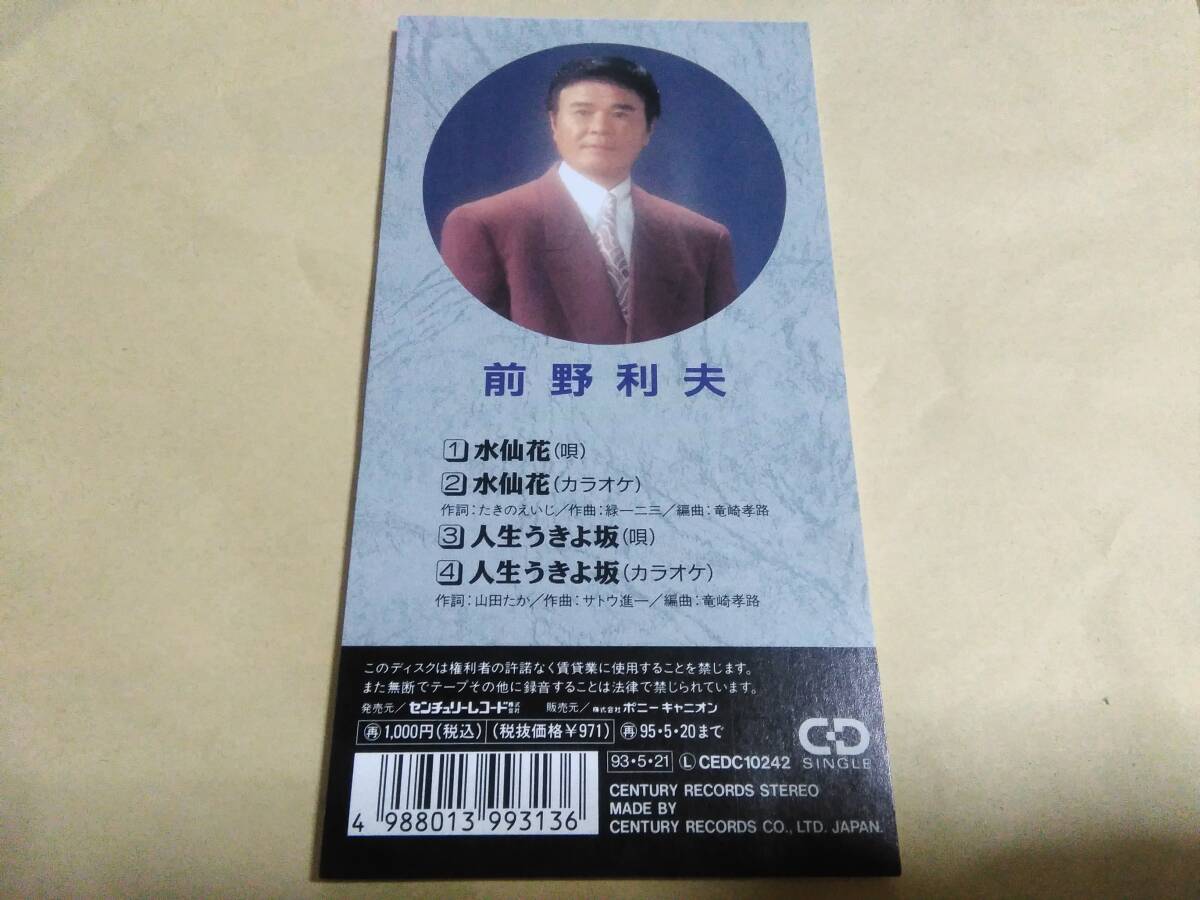 前野利夫
1 水仙花(唄)
2 水仙花(カラオケ)
作詞:たきのえいじ/作曲:緑一二三/編曲:竜崎孝路
3 人生うきよ坂(唄)
4 人生うきよ坂(カラオケ)
作詞:山田たか/作曲:サトウ進一/編曲:竜崎孝路
このディスクは権利者の許諾なく賃貸業に使用することを禁じます。
また無断でテープその他に録音することは法律で禁じられています。
発売元/センチュリーレコード株式会社 販売元/株式会社ポニーキャニオン
再1,000円(税込) (税抜価格¥971) 再95・5・20まで
CD SINGLE
93・5・21 L CEDC10242
CENTURY RECORDS STEREO
MADE BY
CENTURY RECORDS CO., LTD. JAPAN.
4 988013 993136